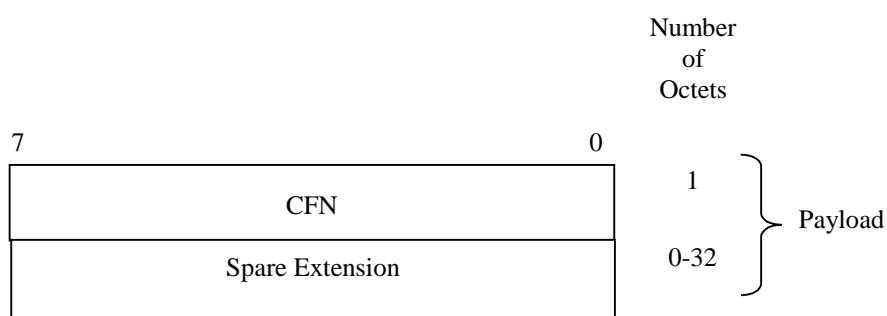 Number
of
Octets
7 0
CFN 1
Payload
Spare Extension 0-32